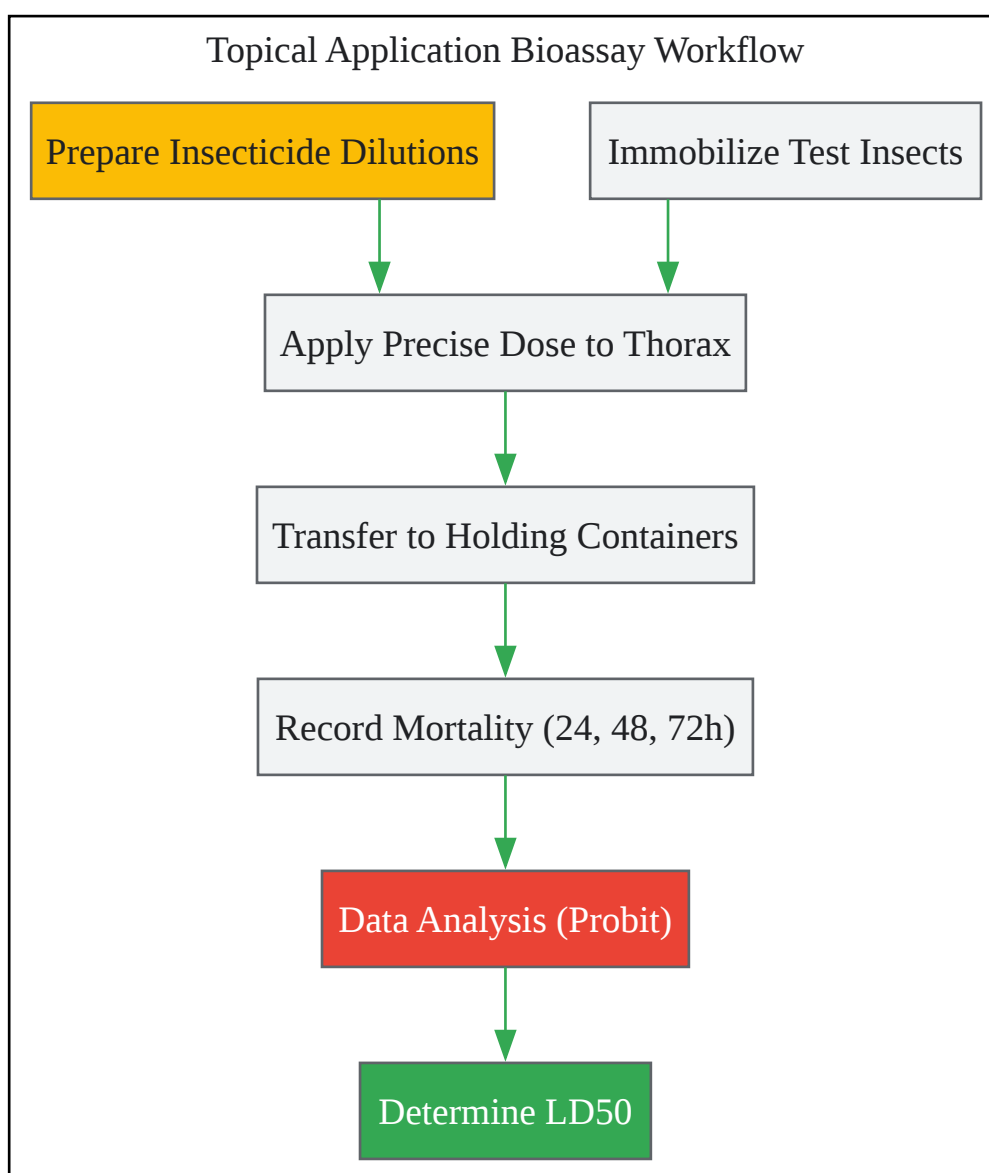 Topical Application Bioassay Workflow
Prepare Insecticide Dilutions
Immobilize Test Insects
Apply Precise Dose to Thorax
Transfer to Holding Containers
Record Mortality (24, 48, 72h)
Data Analysis (Probit)
Determine LD50